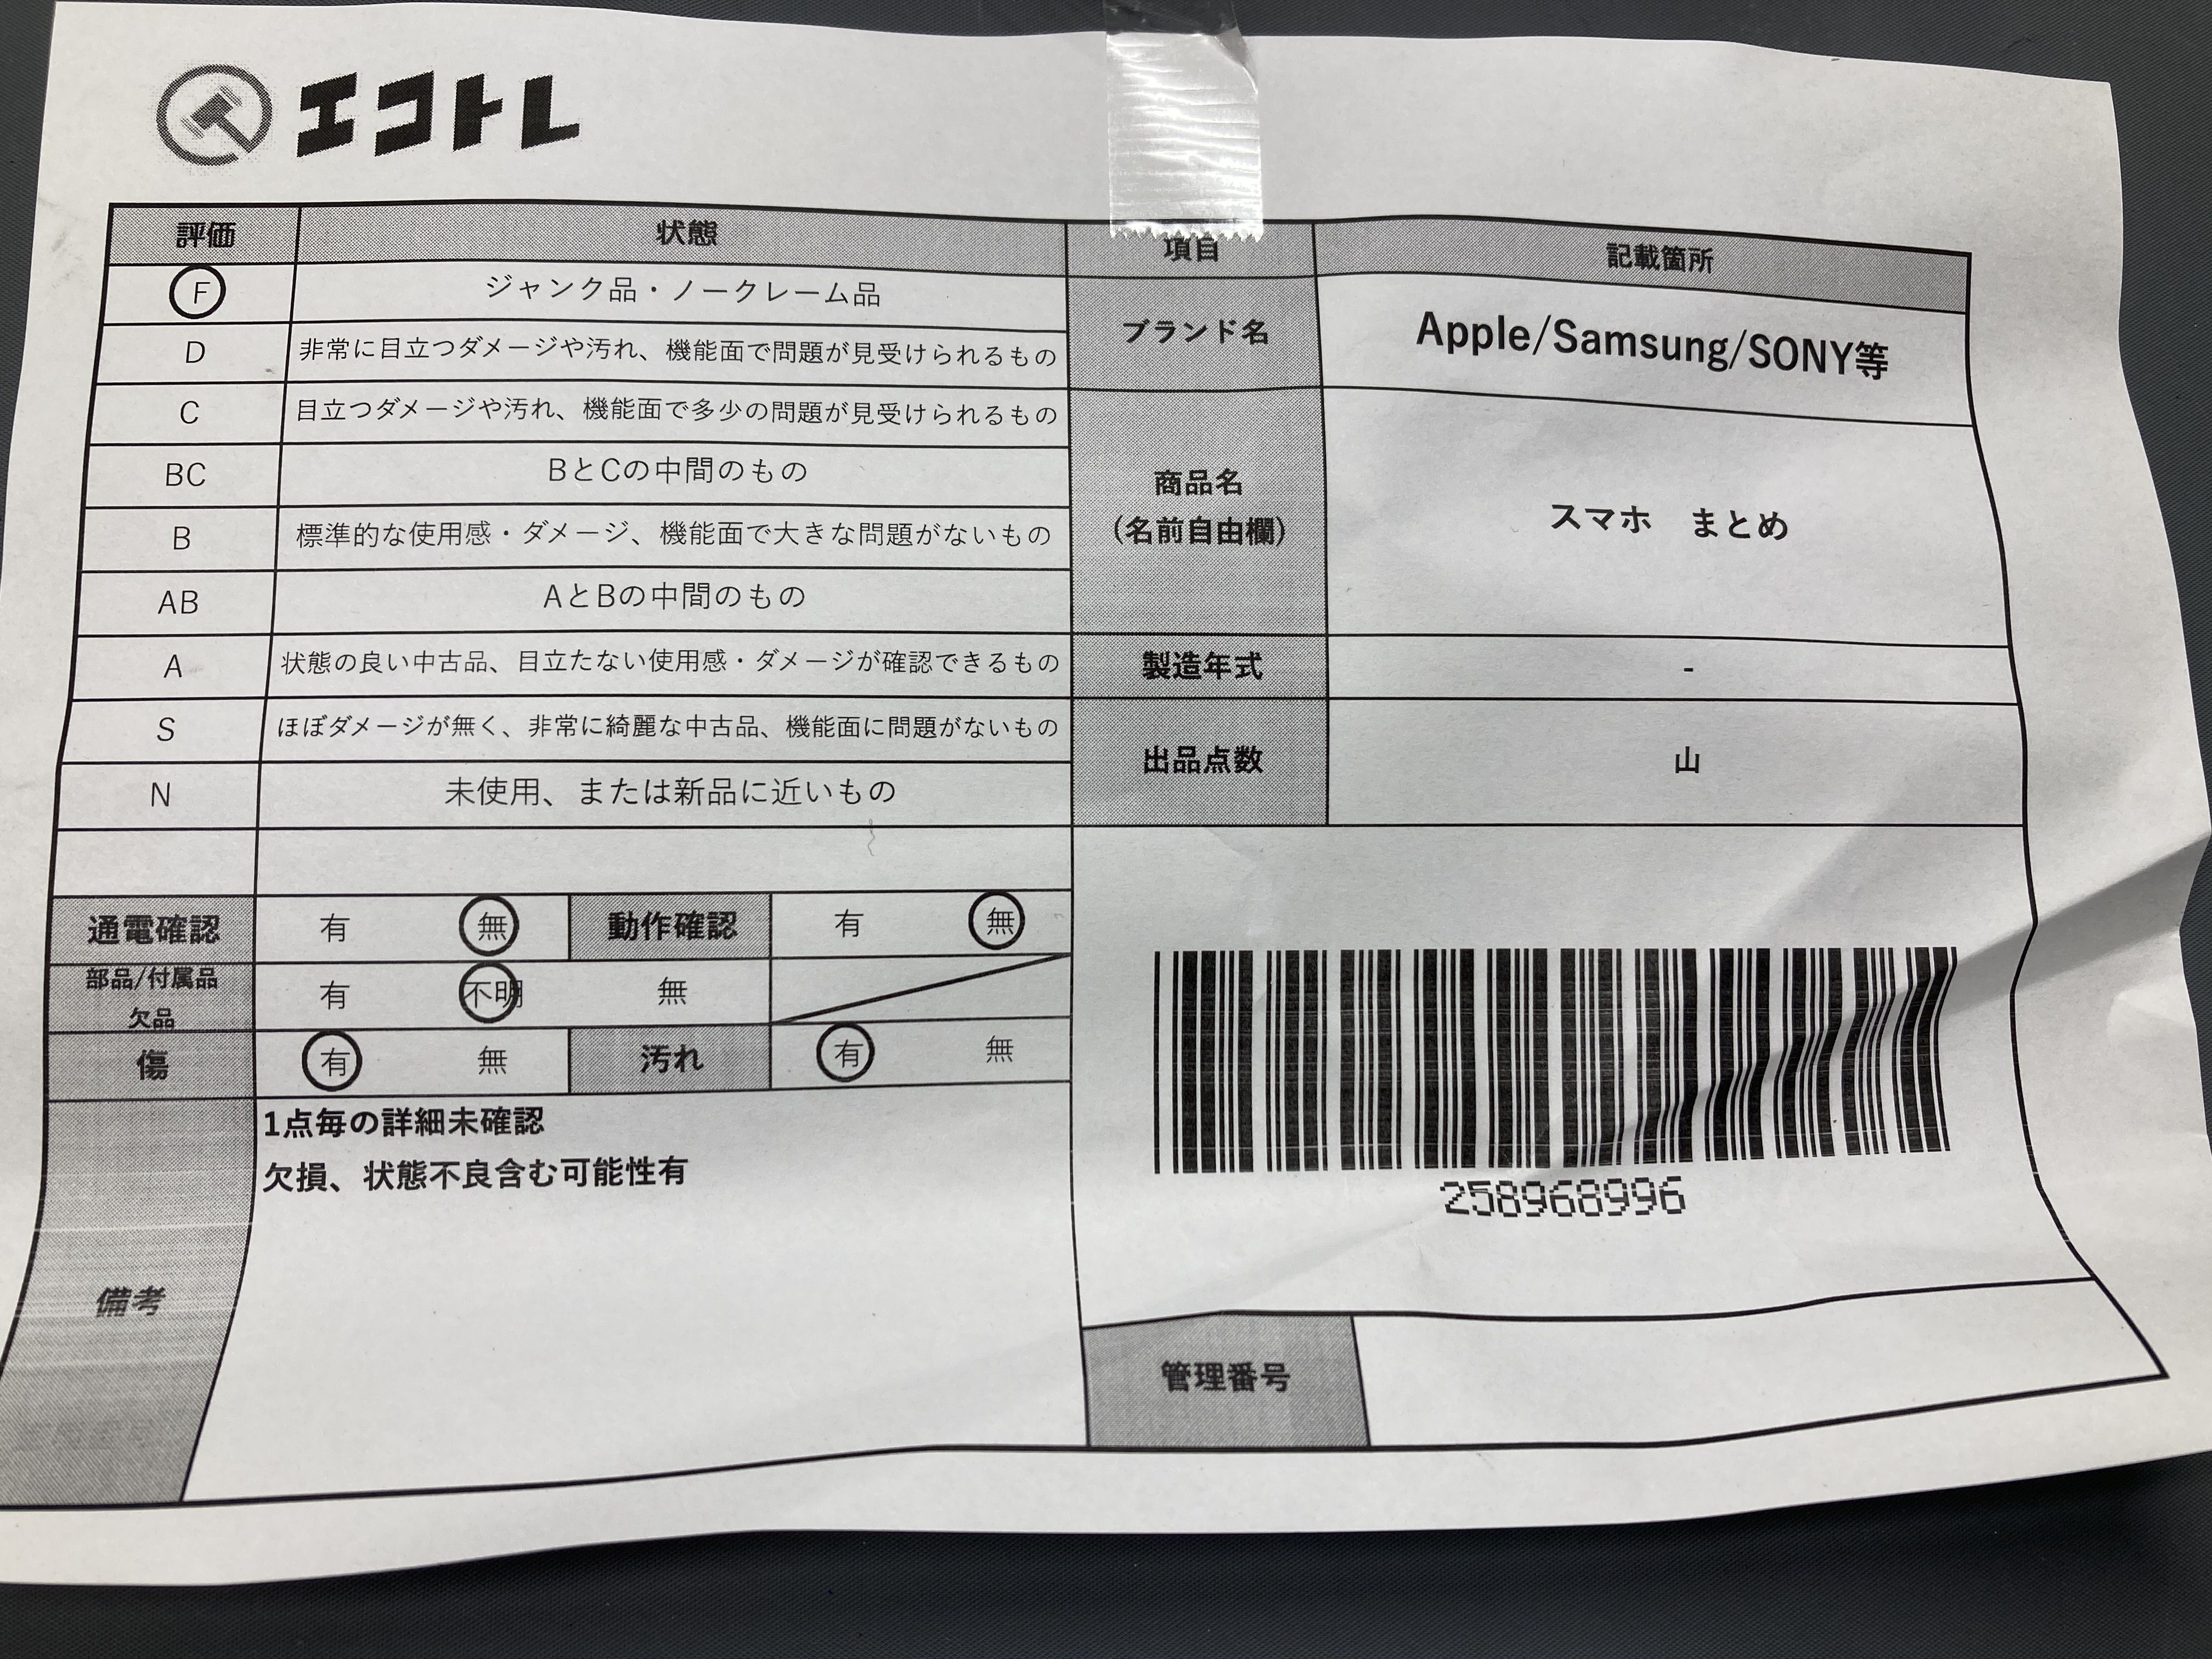 エコトレ
評価 状態 項目 記載箇所
F ジャンク品・ノークレーム品
D 非常に目立つダメージや汚れ、機能面で問題が見受けられるもの
C 目立つダメージや汚れ、機能面で多少の問題が見受けられるもの
BC BとCの中間のもの
B 標準的な使用感・ダメージ、機能面で大きな問題がないもの
AB AとBの中間のもの
A 状態の良い中古品、目立たない使用感・ダメージが確認できるもの
S ほぼダメージが無く、非常に綺麗な中古品、機能面に問題がないもの
N 未使用、または新品に近いもの
ブランド名 Apple/Samsung/SONY等
商品名
(名前自由欄)
スマホ まとめ
製造年式 -
出品点数 山
通電確認 有 無 動作確認 有 無
部品/付属品
欠品
有 不明 無
傷 有 無 汚れ 有 無
備考
1点毎の詳細未確認
欠損、状態不良含む可能性有
258968996
管理番号